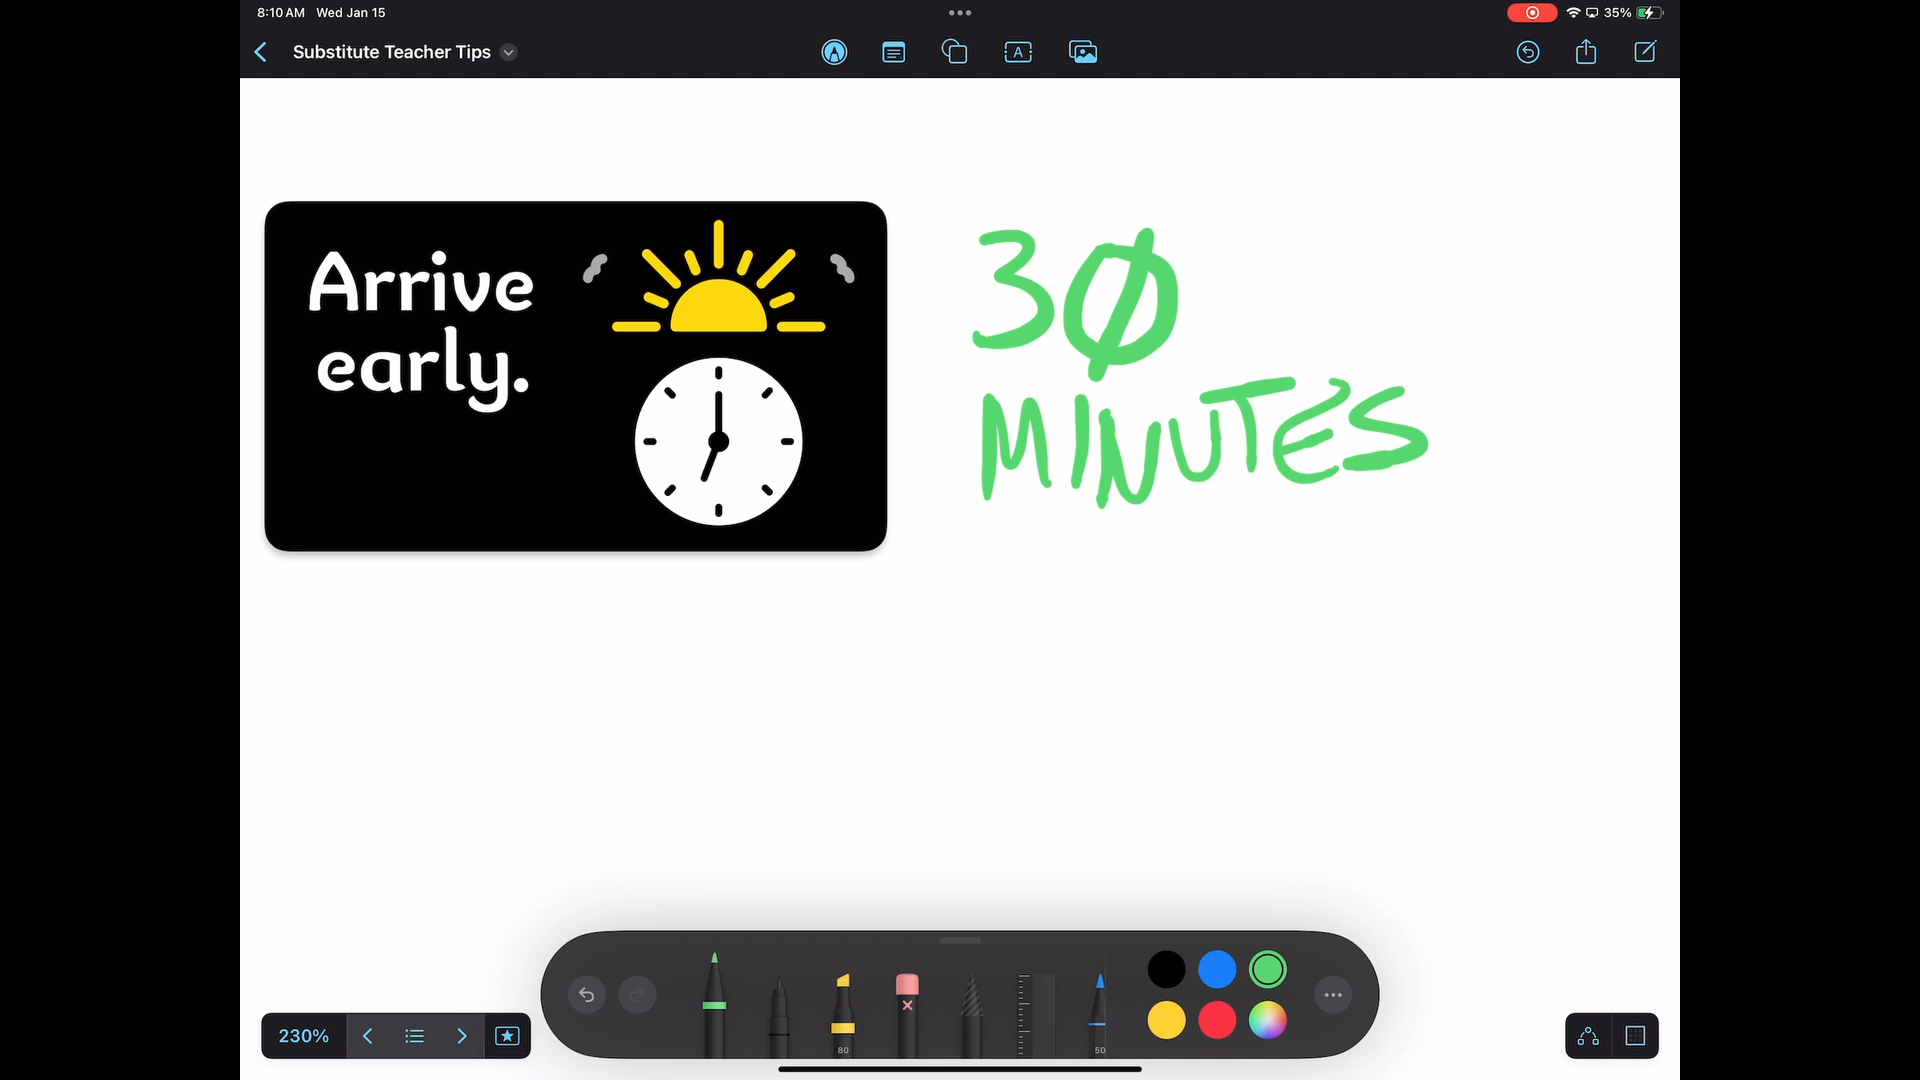 8:10 AM Wed Jan 15
35%
Substitute Teacher Tips
A
Arrive
early.
30
MINUTES
230%
80
50